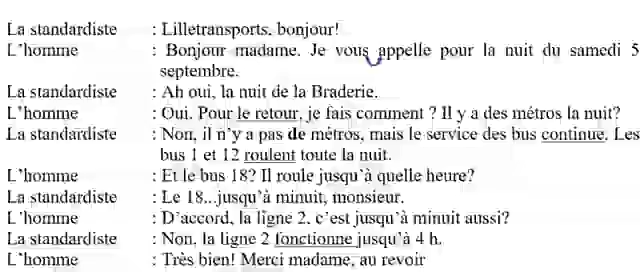 La standardiste : Lilletransports, bonjour!
L'homme : Bonjour madame. Je vous appelle pour la nuit du samedi 5
septembre.
La standardiste : Ah oui, la nuit de la Braderie.
L'homme : Oui. Pour le retour, je fais comment ? Il y a des métros la nuit?
La standardiste : Non, il n'y a pas de métros, mais le service des bus continue. Les
bus 1 et 12 roulent toute la nuit.
L'homme : Et le bus 18? Il roule jusqu'à quelle heure?
La standardiste : Le 18...jusqu'à minuit, monsieur.
L'homme : D'accord, la ligne 2, c'est jusqu'à minuit aussi?
La standardiste : Non, la ligne 2 fonctionne jusqu'à 4 h.
L'homme : Très bien! Merci madame, au revoir